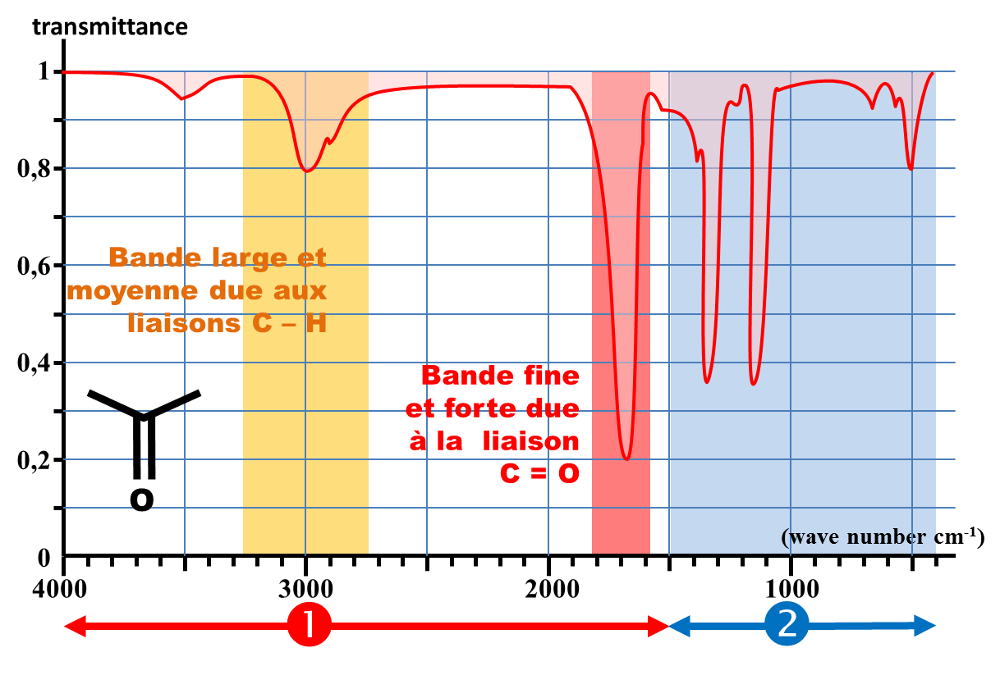 transmittance
1
0,8
Bande large et
moyenne due aux
liaisons C – H
0,6
0,4
Bande fine
et forte due
à la liaison
C = O
0,2
O
(wave number cm-1)
0
4000
3000
2000
1000
1
2